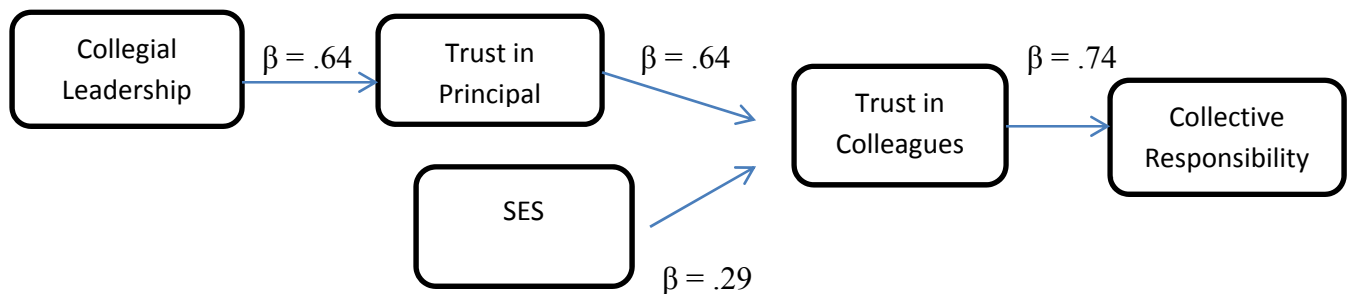 Collegial
Leadership
β = .64
Trust in
Principal
β = .64
Trust in
Colleagues
β = .74
Collective
Responsibility
SES
β = .29